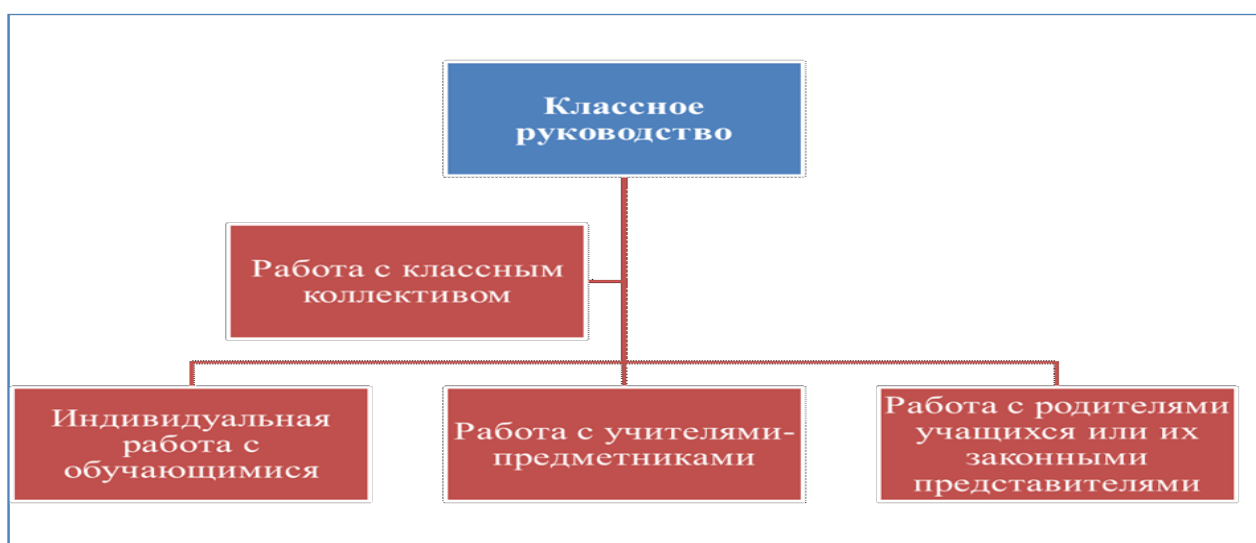 Классное
руководство
Работа с классным
коллективом
Индивидуальная
работа с
обучающимися
Работа с учителями-
предметниками
Работа с родителями
учащихся или их
законными
представителями